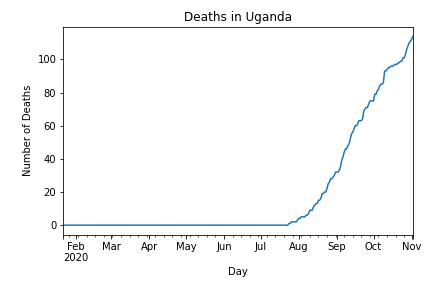 Deaths in Uganda
Number of Deaths
100
80
60
40
20
0
Feb Mar Apr May Jun Jul Aug Sep Oct Nov
2020
Day